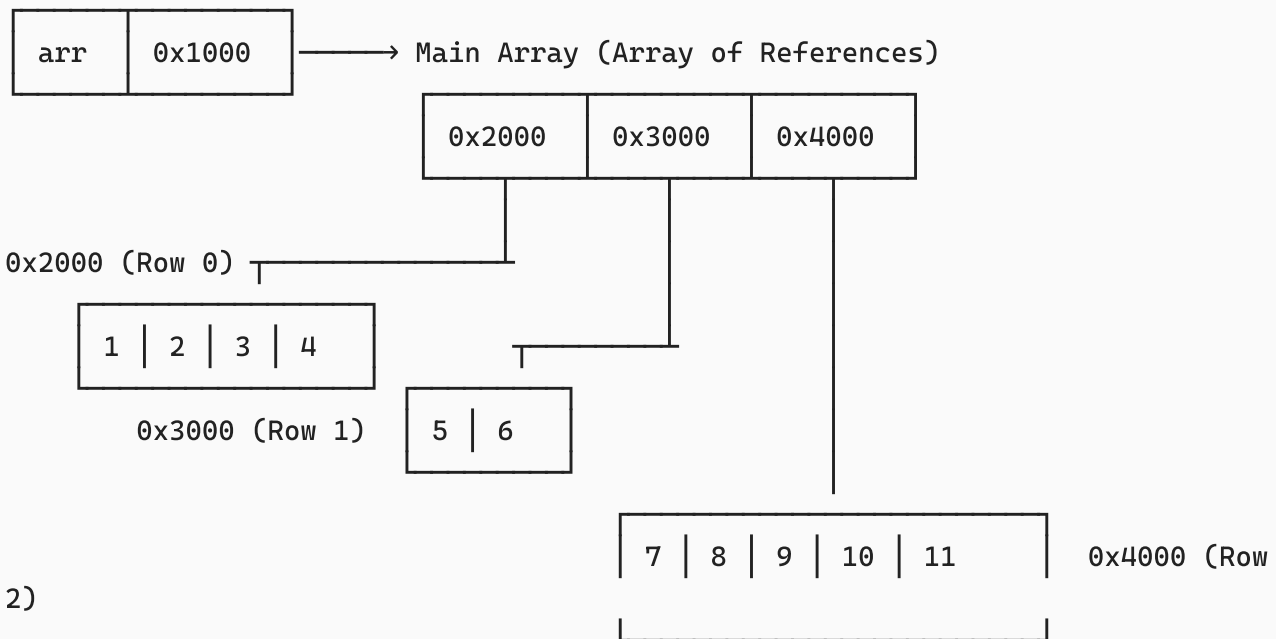 arr 0x1000 → Main Array (Array of References)
0x2000 0x3000 0x4000
0x2000 (Row 0)
1 | 2 | 3 | 4
0x3000 (Row 1) 5 | 6
7 | 8 | 9 | 10 | 11 0x4000 (Row
2)